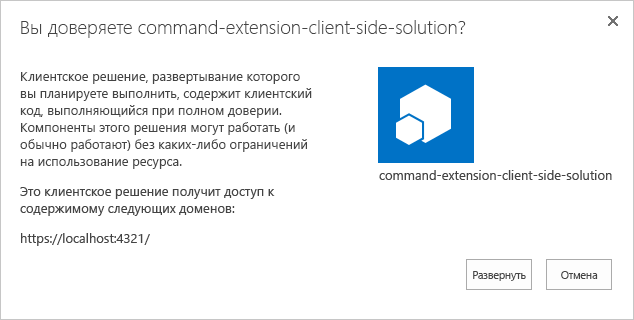 Вы доверяете command-extension-client-side-solution?
Клиентское решение, развертывание которого
вы планируете выполнить, содержит клиентский
код, выполняющийся при полном доверии.
Компоненты этого решения могут работать (и
обычно работают) без каких-либо ограничений
на использование ресурса.
Это клиентское решение получит доступ к
содержимому следующих доменов:
https://localhost:4321/
command-extension-client-side-solution
Развернуть
Отмена